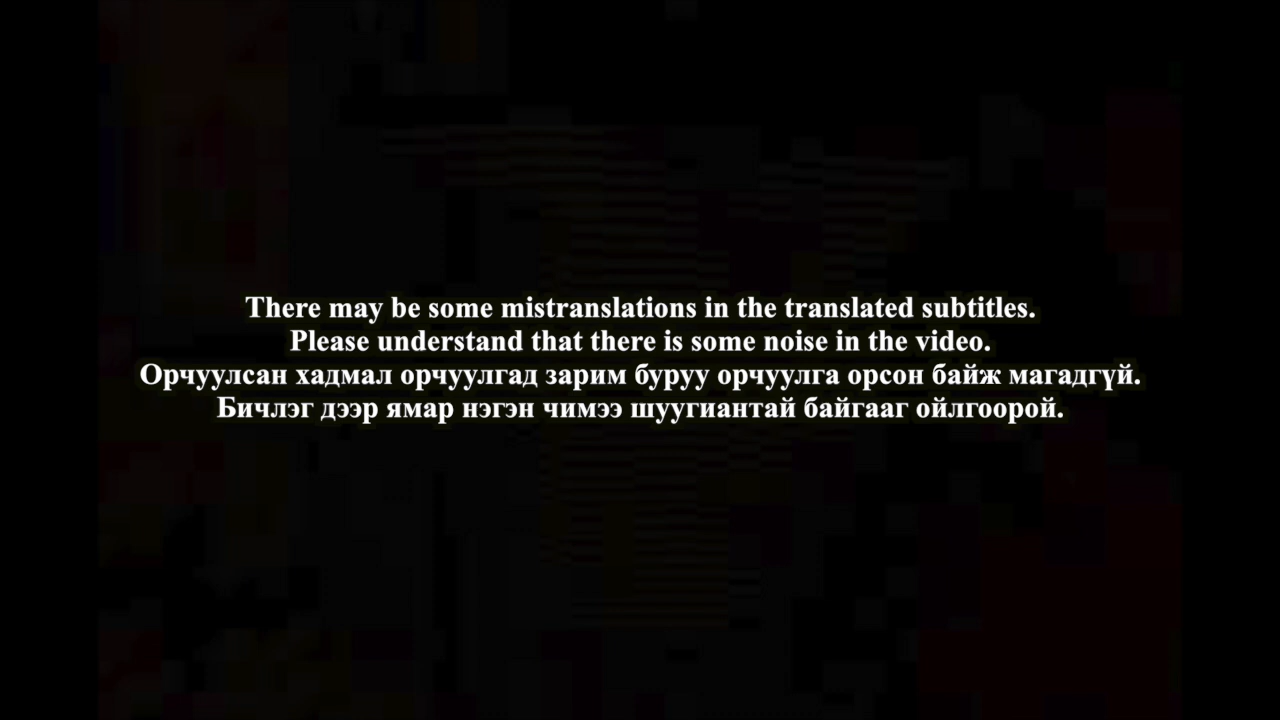 There may be some mistranslations in the translated subtitles.
Please understand that there is some noise in the video.
Орчуулсан хадмал орчуулгад зарим буруу орчуулга орсон байж магадгүй.
Бичлэг дээр ямар нэгэн чимээ шуугиантай байгааг ойлгоорой.